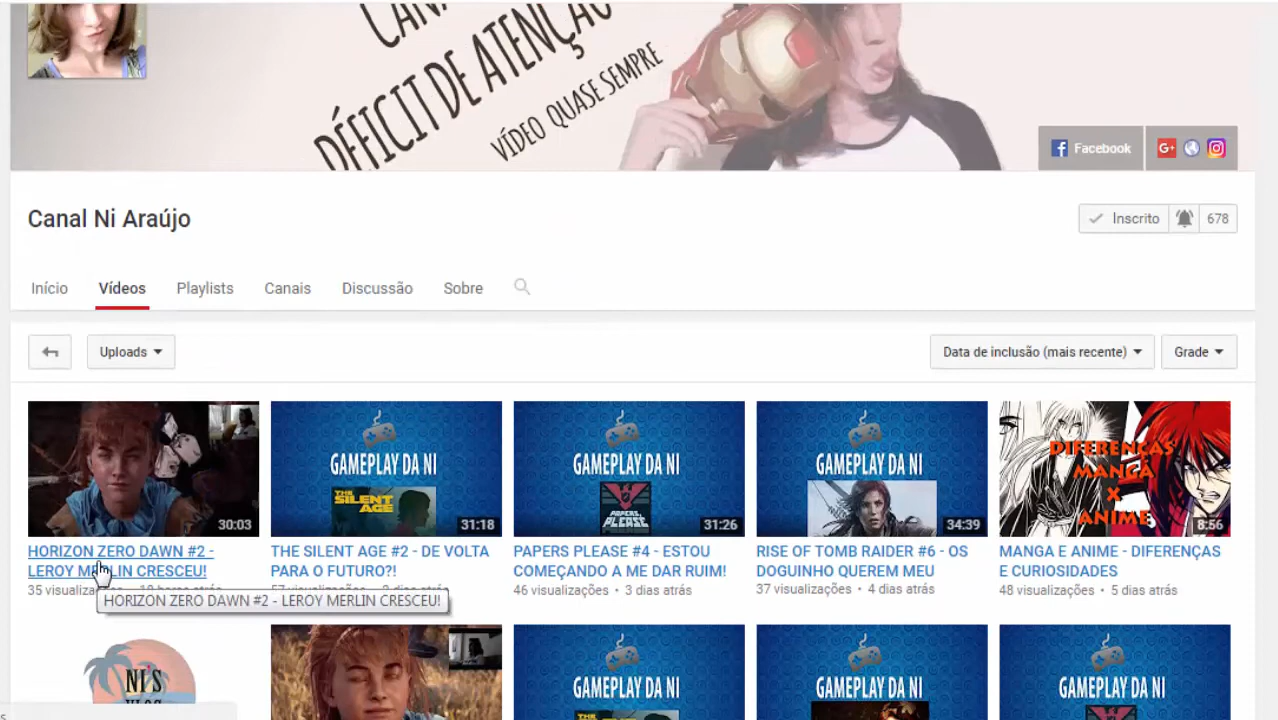 DÉFICIT DE ATENÇÃO
VÍDEO QUASE SEMPRE
Facebook
G+
Canal Ni Araújo
Inscrito
678
Início
Vídeos
Playlists
Canais
Discussão
Sobre
Uploads
Data de inclusão (mais recente)
Grade
30:03
GAMEPLAY DA NI
THE SILENT AGE
31:18
GAMEPLAY DA NI
PAPERS, PLEASE
31:26
GAMEPLAY DA NI
34:39
DIFERENÇAS
MANGÁ
X
ANIME
8:56
HORIZON ZERO DAWN #2 -
LEROY MERLIN CRESCEU!
35
THE SILENT AGE #2 - DE VOLTA
PARA O FUTURO?!
PAPERS PLEASE #4 - ESTOU
COMEÇANDO A ME DAR RUIM!
46 visualizações • 3 dias atrás
RISE OF TOMB RAIDER #6 - OS
DOGUINHO QUEREM MEU
37 visualizações • 4 dias atrás
MANGA E ANIME - DIFERENÇAS
E CURIOSIDADES
48 visualizações • 5 dias atrás
HORIZON ZERO DAWN #2 - LEROY MERLIN CRESCEU!
NI'S
VLOG
GAMEPLAY DA NI
GAMEPLAY DA NI
GAMEPLAY DA NI